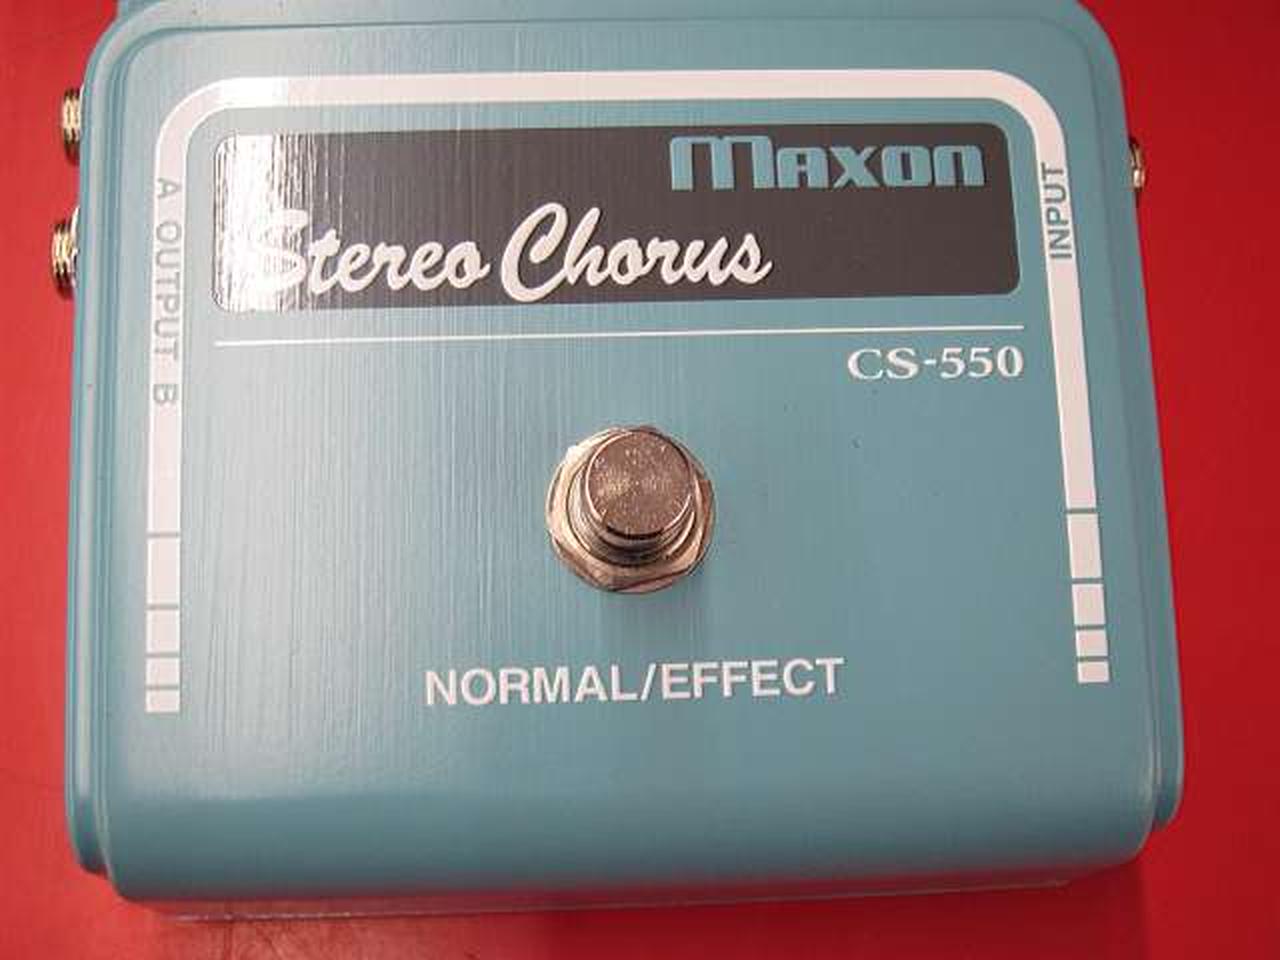 Maxon
Stereo Chorus
CS-550
A OUTPUT B
INPUT
NORMAL/EFFECT